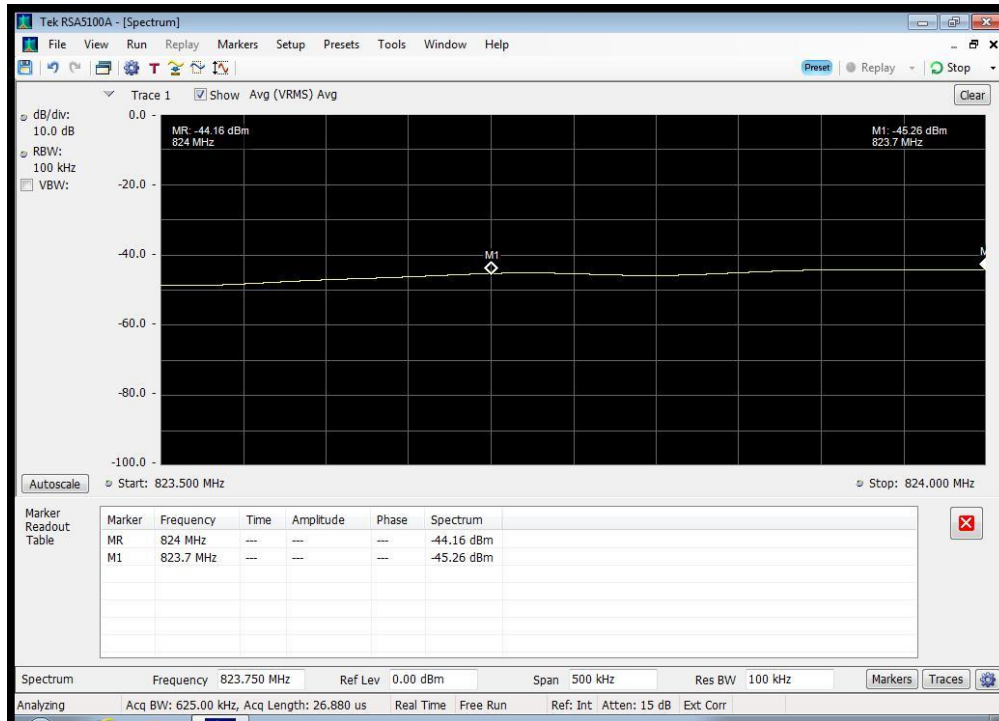 Tek RSA5100A - [Spectrum]
File View Run Replay Markers Setup Presets Tools Window Help
T Preset Replay Stop
Trace 1 Show Avg (VRMS) Avg Clear
dB/div:
10.0 dB
RBW:
100 kHz
VBW:
0.0
-20.0
-40.0
-60.0
-80.0
-100.0
MR: -44.16 dBm
824 MHz
M1: -45.26 dBm
823.7 MHz
M1
Autoscale Start: 823.500 MHz Stop: 824.000 MHz
Marker
Readout
Table
Marker Frequency Time Amplitude Phase Spectrum
MR 824 MHz --- --- --- -44.16 dBm
M1 823.7 MHz --- --- --- -45.26 dBm
Spectrum Frequency 823.750 MHz Ref Lev 0.00 dBm Span 500 kHz Res BW 100 kHz Markers Traces
Analyzing Acq BW: 625.00 kHz, Acq Length: 26.880 us Real Time Free Run Ref: Int Atten: 15 dB Ext Corr